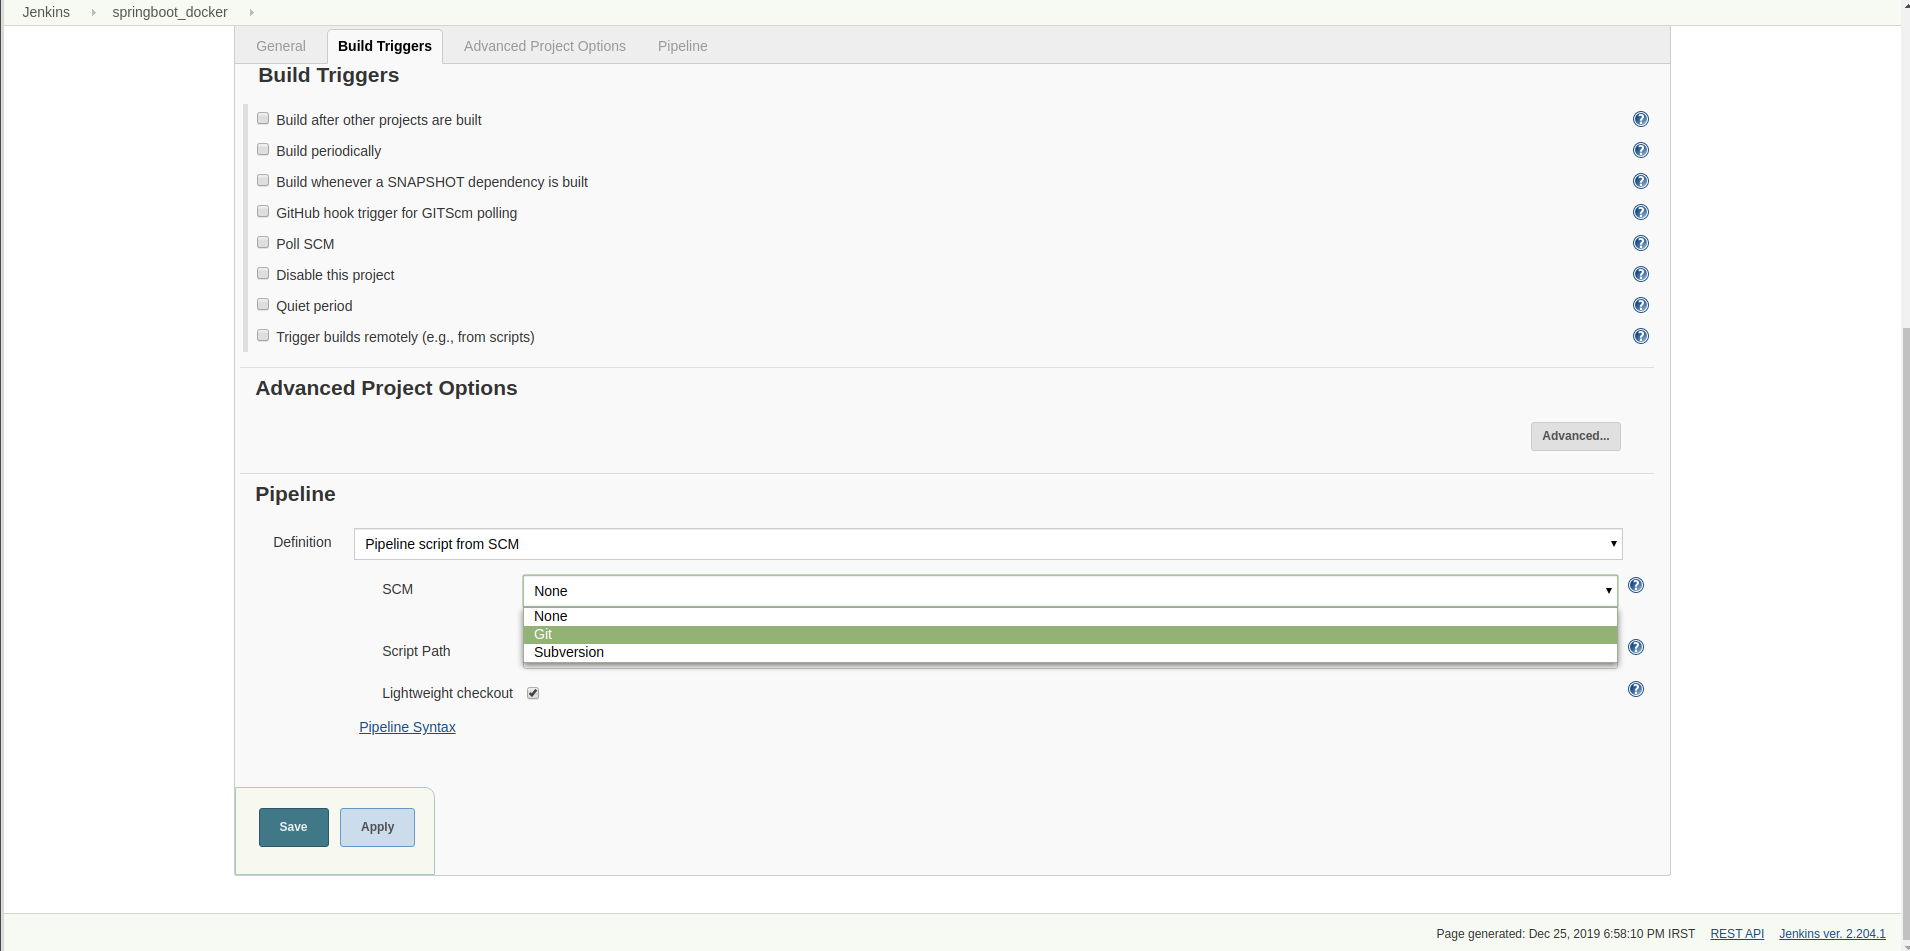 Jenkins springboot_docker
General Build Triggers Advanced Project Options Pipeline
Build Triggers
Build after other projects are built
Build periodically
Build whenever a SNAPSHOT dependency is built
GitHub hook trigger for GITScm polling
Poll SCM
Disable this project
Quiet period
Trigger builds remotely (e.g., from scripts)
Advanced Project Options
Advanced...
Pipeline
Definition Pipeline script from SCM
SCM None
None
Git
Subversion
Script Path
Lightweight checkout
Pipeline Syntax
Save Apply
Page generated: Dec 25, 2019 6:58:10 PM IRST REST API Jenkins ver. 2.204.1